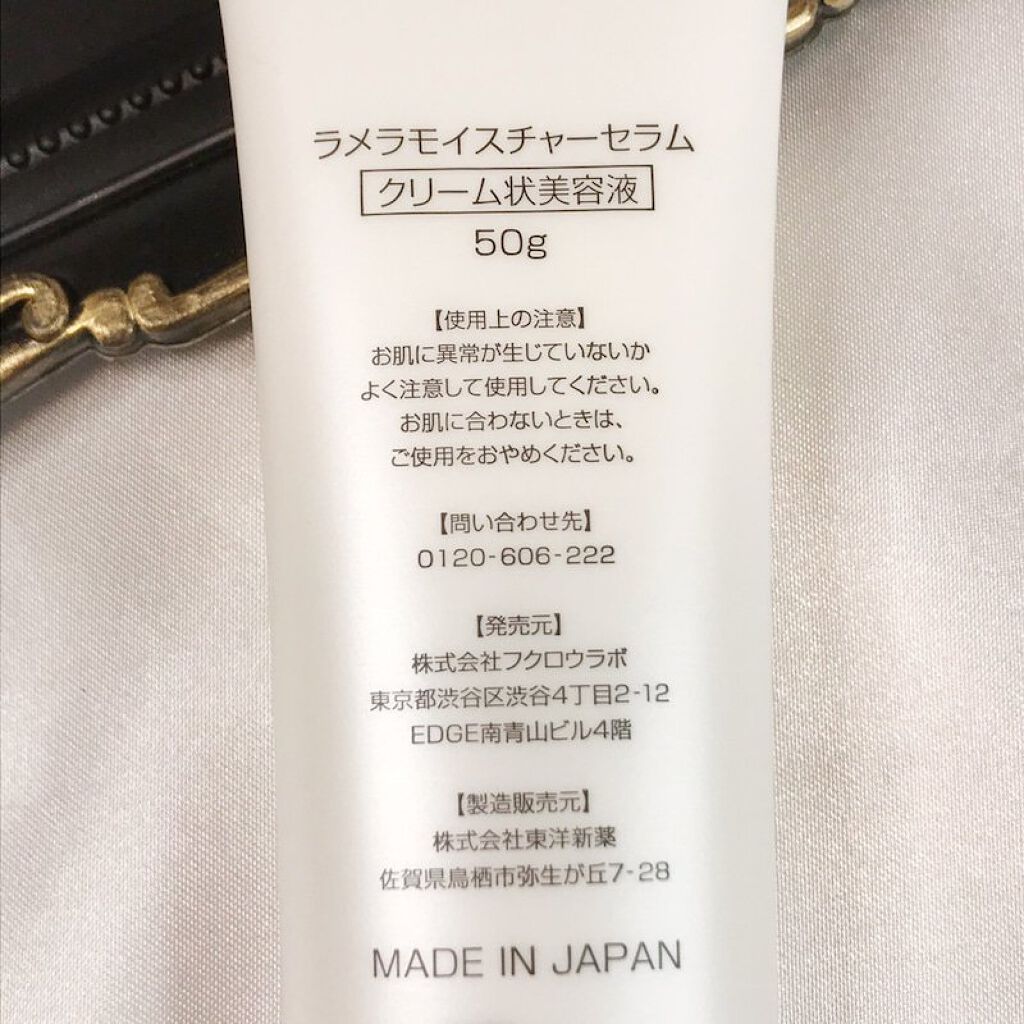 ラメラモイスチャーセラム
クリーム状美容液
50g
【使用上の注意】
お肌に異常が生じていないか
よく注意して使用してください。
お肌に合わないときは、
ご使用をおやめください。
【問い合わせ先】
0120-606-222
【発売元】
株式会社フクロウラボ
東京都渋谷区渋谷4丁目2-12
EDGE南青山ビル4階
【製造販売元】
株式会社東洋新薬
佐賀県鳥栖市弥生が丘7-28
MADE IN JAPAN